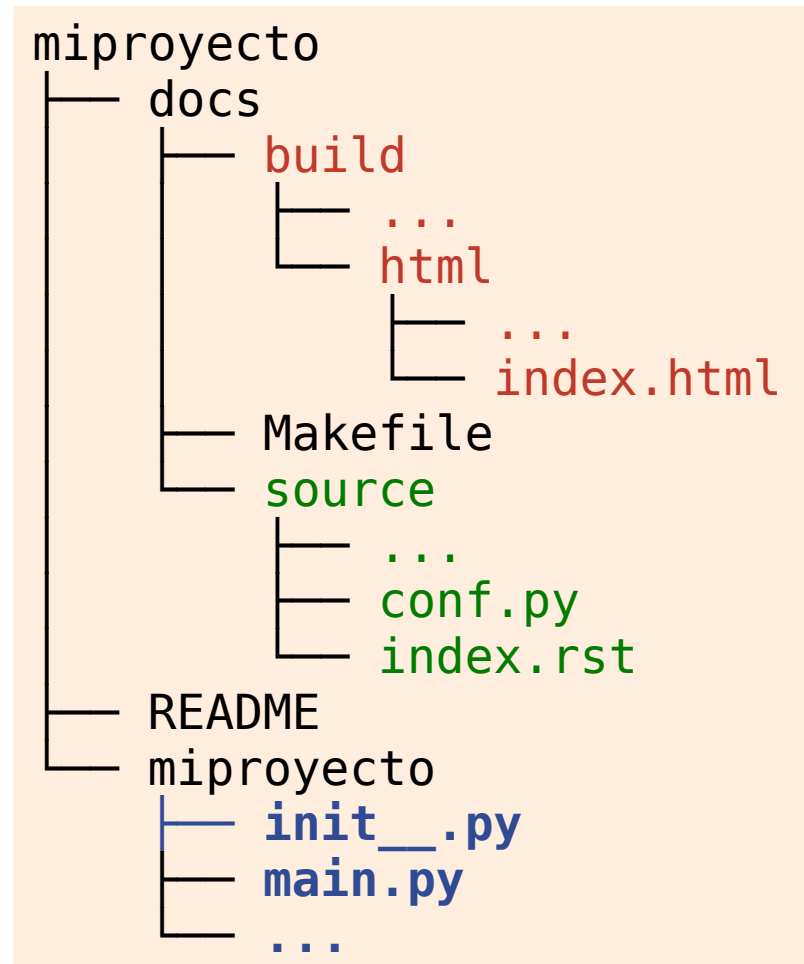 miproyecto
├── docs
│   ├── build
│   │   ├── ...
│   │   └── html
│   │       ├── ...
│   │       └── index.html
│   ├── Makefile
│   └── source
│       ├── ...
│       ├── conf.py
│       └── index.rst
├── README
└── miproyecto
    ├── init__.py
    ├── main.py
    └── ...